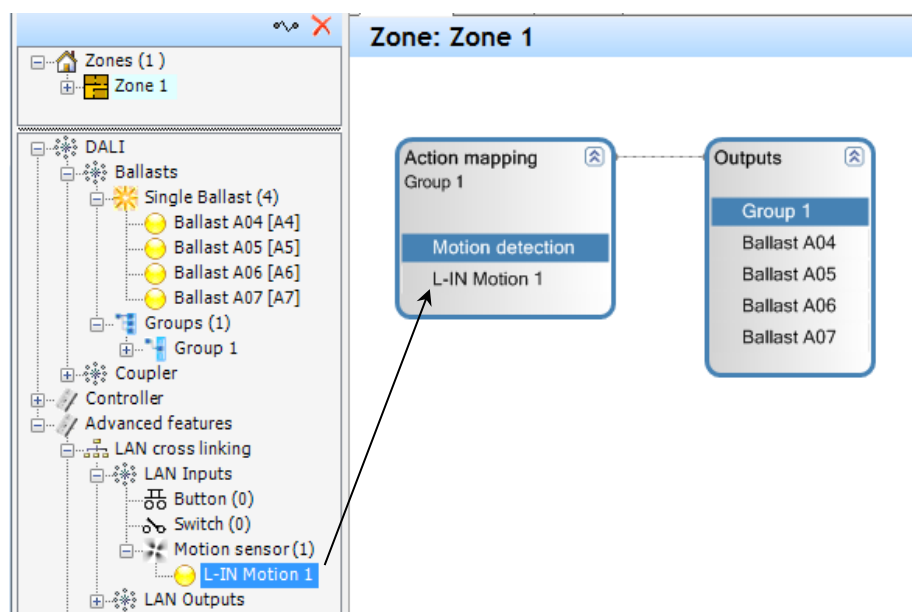 Zones (1 )
Zone 1
DALI
Ballasts
Single Ballast (4)
Ballast A04 [A4]
Ballast A05 [A5]
Ballast A06 [A6]
Ballast A07 [A7]
Groups (1)
Group 1
Coupler
Controller
Advanced features
LAN cross linking
LAN Inputs
Button (0)
Switch (0)
Motion sensor (1)
L-IN Motion 1
LAN Outputs
Zone: Zone 1
Action mapping
Group 1
Motion detection
L-IN Motion 1
Outputs
Group 1
Ballast A04
Ballast A05
Ballast A06
Ballast A07